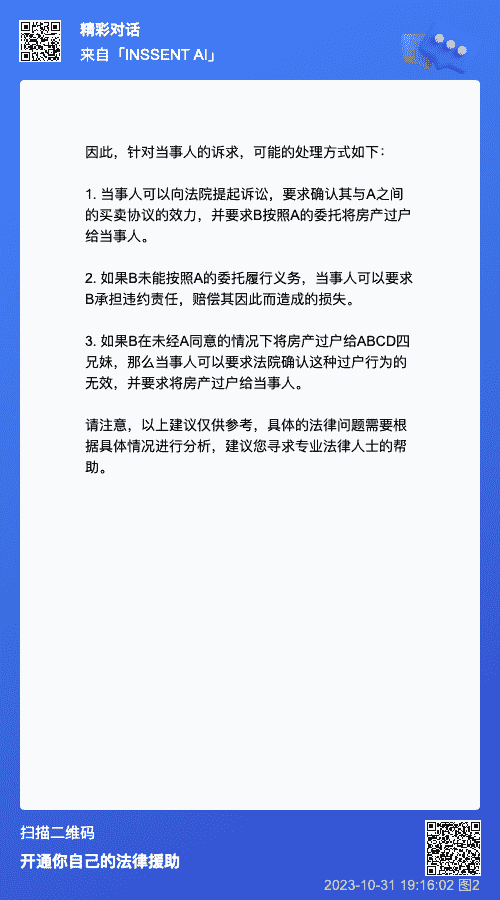 精彩对话
来自「INSSENT AI」
因此，针对当事人的诉求，可能的处理方式如下：
1. 当事人可以向法院提起诉讼，要求确认其与A之间
的买卖协议的效力，并要求B按照A的委托将房产过户
给当事人。
2. 如果B未能按照A的委托履行义务，当事人可以要求
B承担违约责任，赔偿其因此而造成的损失。
3. 如果B在未经A同意的情况下将房产过户给ABCD四
兄妹，那么当事人可以要求法院确认这种过户行为的
无效，并要求将房产过户给当事人。
请注意，以上建议仅供参考，具体的法律问题需要根
据具体情况进行分析，建议您寻求专业法律人士的帮
助。
扫描二维码
开通你自己的法律援助
2023-10-31 19:16:02 图2